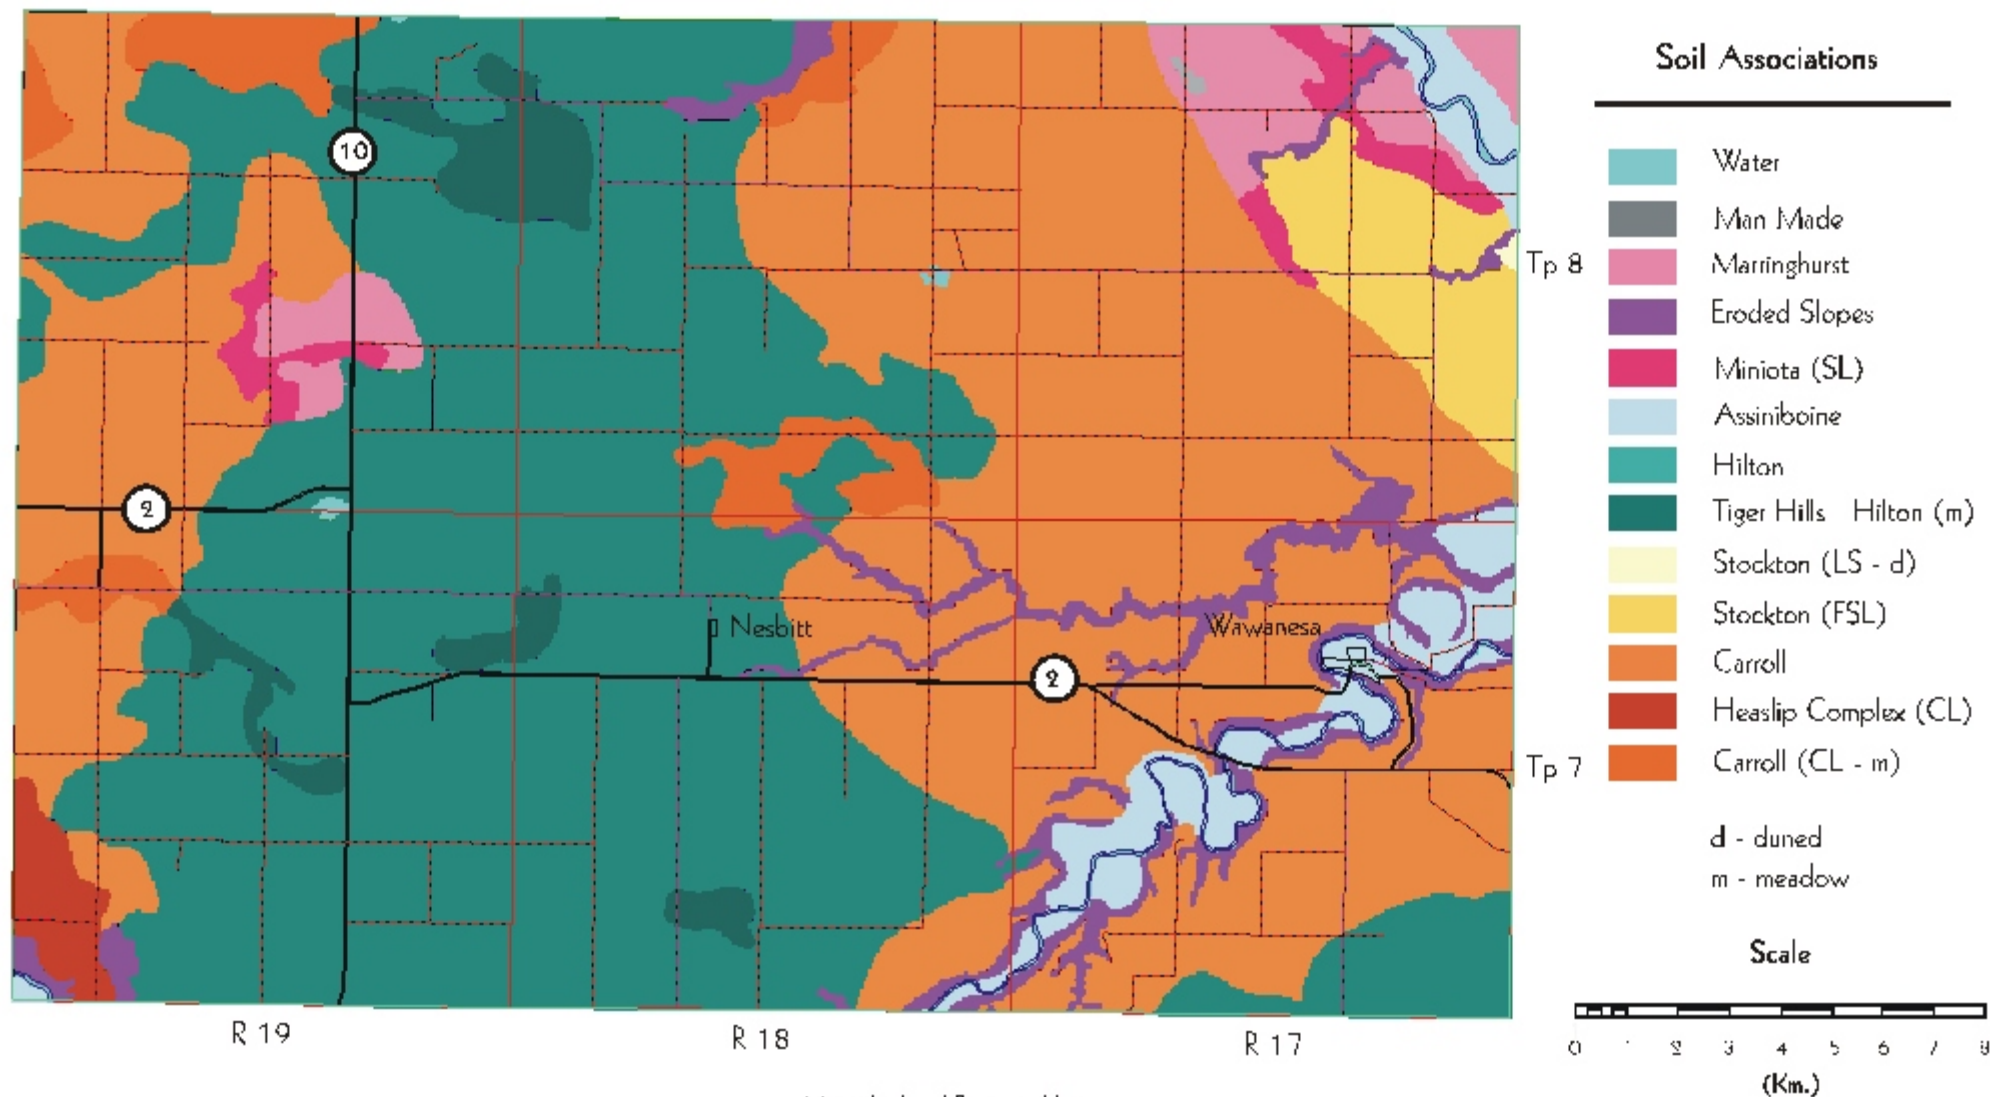 Soil Associations
Water
Man Made
Marringhurst
Eroded Slopes
Miniota (SL)
Assiniboine
Hilton
Tiger Hills Hilton (m)
Stockton (LS - d)
Stockton (FSL)
Carroll
Heaslip Complex (CL)
Carroll (CL - m)
d - duned
m - meadow
Scale
0 1 2 3 4 5 6 7 8
(Km.)
10
Tp 8
2
Nesbitt
Wawanesa
2
Tp 7
R 19
R 18
R 17